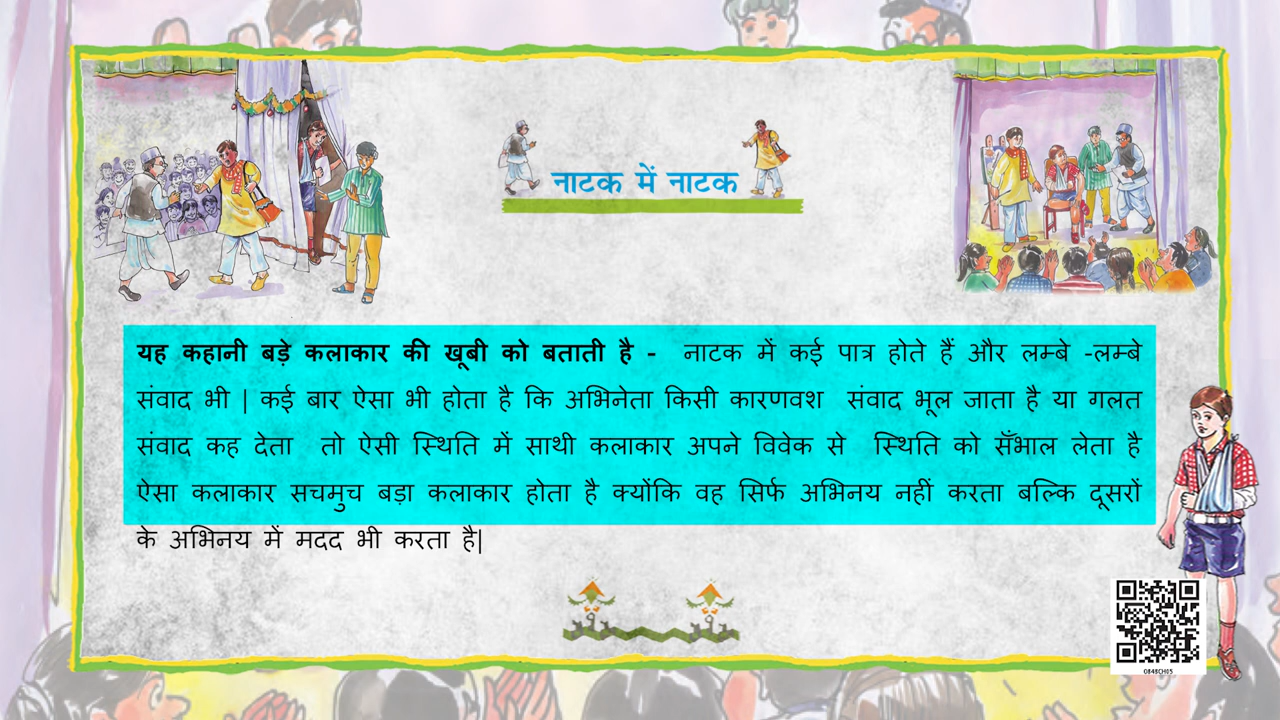 नाटक में नाटक
यह कहानी बड़े कलाकार की खूबी को बताती है - नाटक में कई पात्र होते हैं और लम्बे -लम्बे
संवाद भी | कई बार ऐसा भी होता है कि अभिनेता किसी कारणवश संवाद भूल जाता है या गलत
संवाद कह देता तो ऐसी स्थिति में साथी कलाकार अपने विवेक से स्थिति को सँभाल लेता है
ऐसा कलाकार सचमुच बड़ा कलाकार होता है क्योंकि वह सिर्फ अभिनय नहीं करता बल्कि दूसरों
के अभिनय में मदद भी करता है|
0848CH05